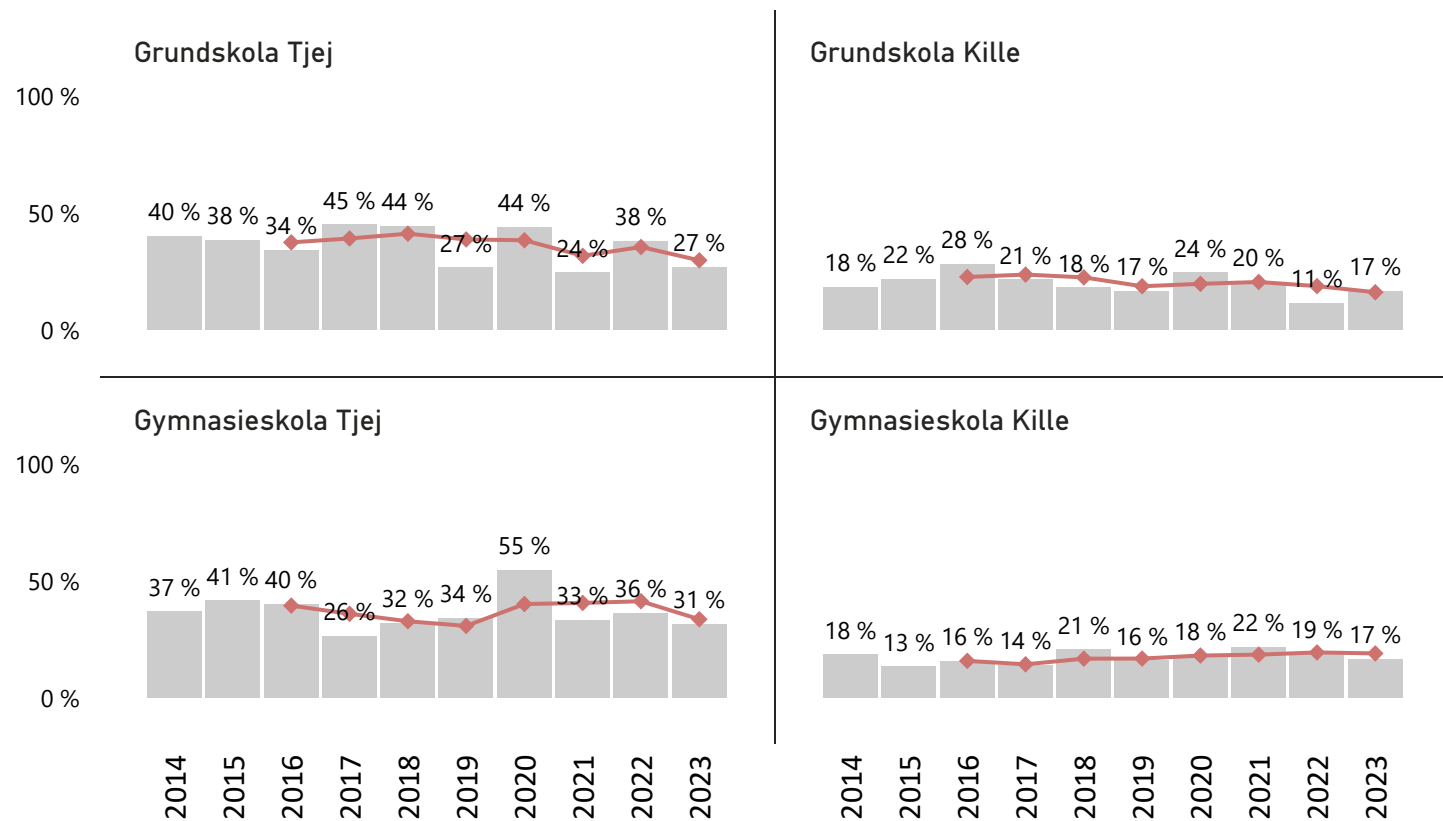 Grundskola Tjej
100 %
50 %
0 %
40 % 38 % 34 % 45 % 44 % 27 % 44 % 24 % 38 % 27 %
Grundskola Kille
18 % 22 % 28 % 21 % 18 % 17 % 24 % 20 % 11 % 17 %
Gymnasieskola Tjej
100 %
50 %
0 %
37 % 41 % 40 % 26 % 32 % 34 % 55 % 33 % 36 % 31 %
Gymnasieskola Kille
18 % 13 % 16 % 14 % 21 % 16 % 18 % 22 % 19 % 17 %
2014 2015 2016 2017 2018 2019 2020 2021 2022 2023
2014 2015 2016 2017 2018 2019 2020 2021 2022 2023